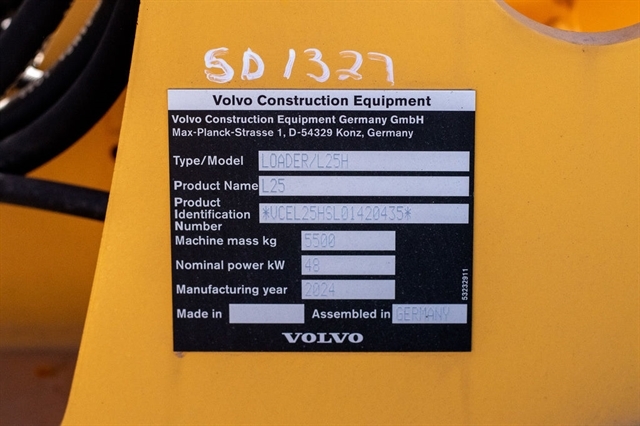 SD1327
Volvo Construction Equipment
Volvo Construction Equipment Germany GmbH
Max-Planck-Strasse 1, D-54329 Konz, Germany
Type/Model LOADER/L25H
Product Name L25
Product Identification Number *VCEL25HSL01420435*
Machine mass kg 5500
Nominal power kW 48
Manufacturing year 2024
Made in Assembled in GERMANY
VOLVO
53232911